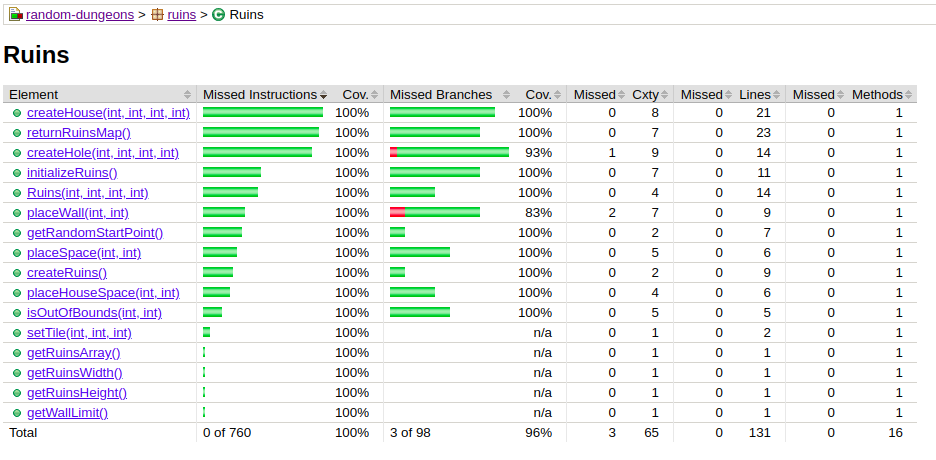 random-dungeons > ruins > Ruins
Ruins
Element Missed Instructions Cov. Missed Branches Cov. Missed Cxty Missed Lines Missed Methods
createHouse(int, int, int, int) 100% 100% 0 8 0 21 0 1
returnRuinsMap() 100% 100% 0 7 0 23 0 1
createHole(int, int, int, int) 100% 93% 1 9 0 14 0 1
initializeRuins() 100% 100% 0 7 0 11 0 1
Ruins(int, int, int, int) 100% 100% 0 4 0 14 0 1
placeWall(int, int) 100% 83% 2 7 0 9 0 1
getRandomStartPoint() 100% 100% 0 2 0 7 0 1
placeSpace(int, int) 100% 100% 0 5 0 6 0 1
createRuins() 100% 100% 0 2 0 9 0 1
placeHouseSpace(int, int) 100% 100% 0 4 0 6 0 1
isOutOfBounds(int, int) 100% 100% 0 5 0 5 0 1
setTile(int, int, int) 100% n/a 0 1 0 2 0 1
getRuinsArray() 100% n/a 0 1 0 1 0 1
getRuinsWidth() 100% n/a 0 1 0 1 0 1
getRuinsHeight() 100% n/a 0 1 0 1 0 1
getWallLimit() 100% n/a 0 1 0 1 0 1
Total 0 of 760 100% 3 of 98 96% 3 65 0 131 0 16